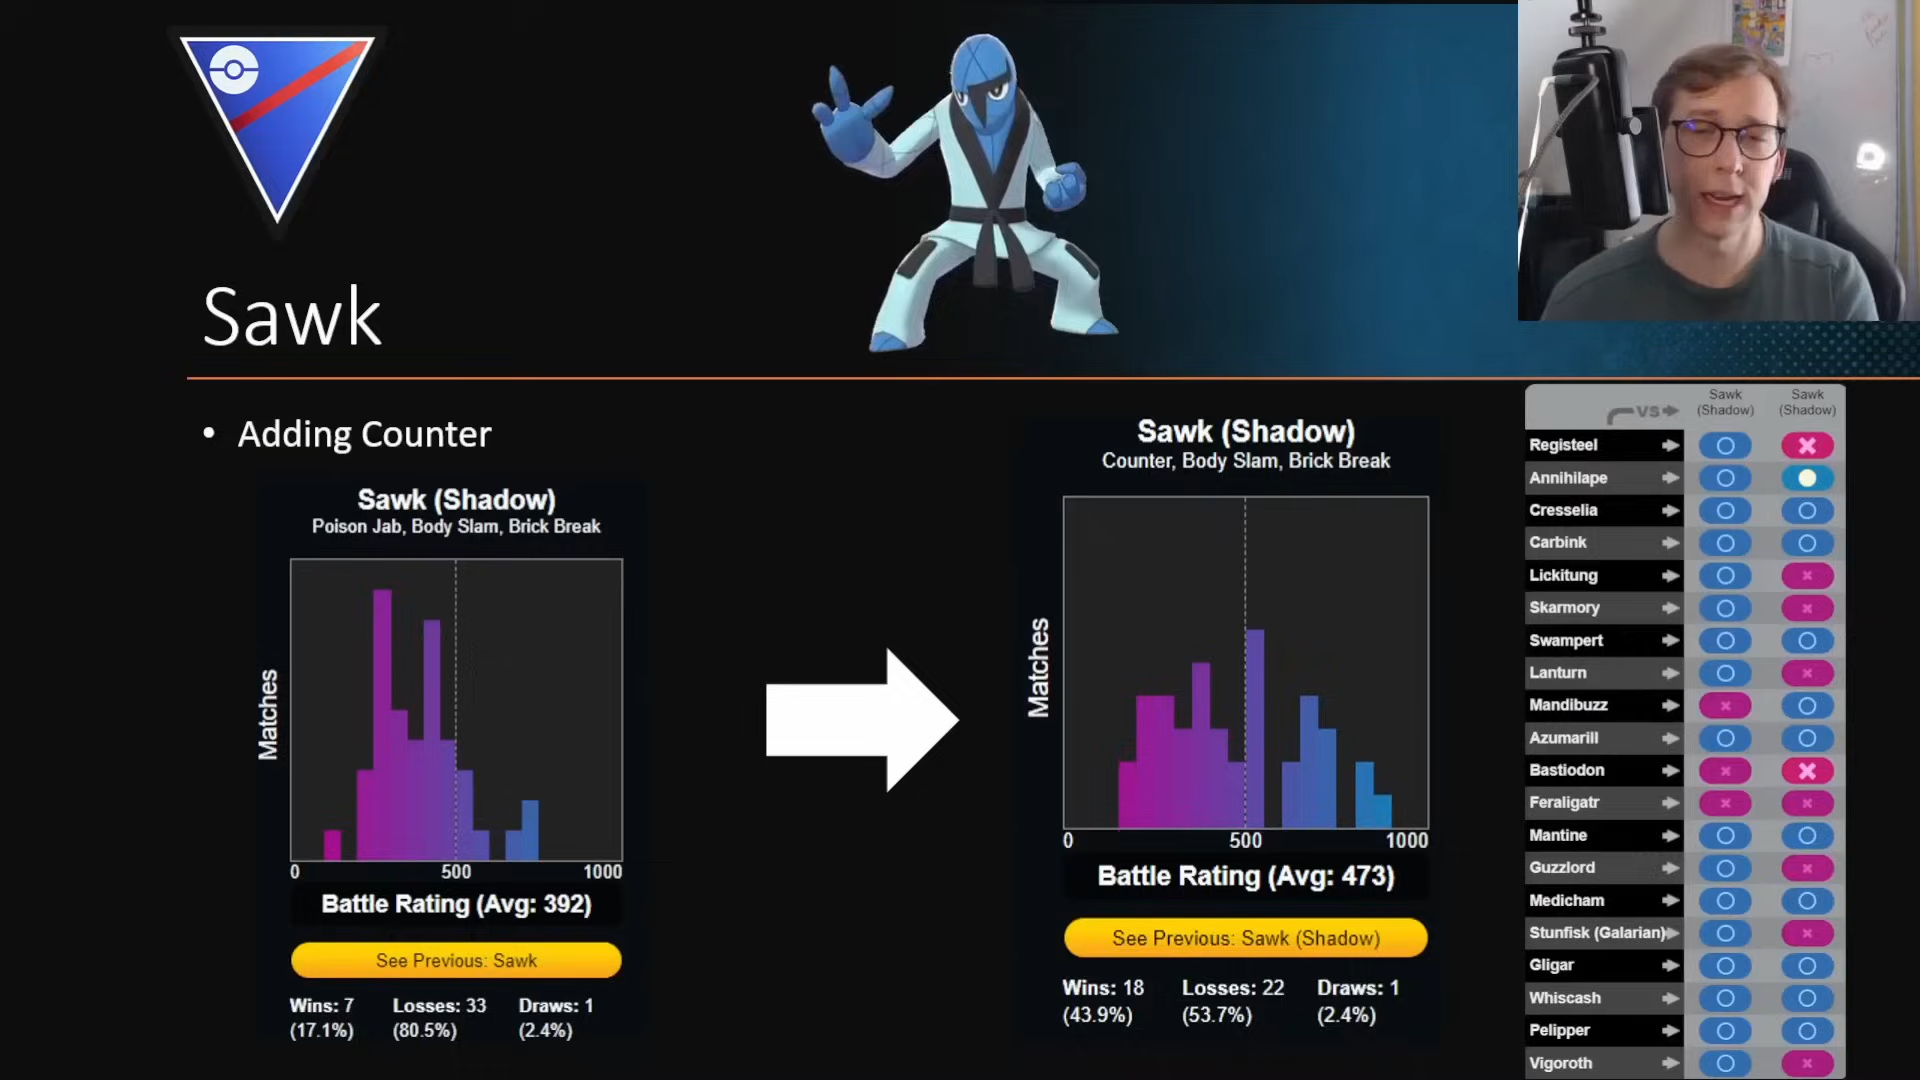 Sawk
• Adding Counter
Sawk (Shadow)
Poison Jab, Body Slam, Brick Break
Matches
0 500 1000
Battle Rating (Avg: 392)
See Previous: Sawk
Wins: 7 Losses: 33 Draws: 1
(17.1%) (80.5%) (2.4%)
Sawk (Shadow)
Counter, Body Slam, Brick Break
Matches
0 500 1000
Battle Rating (Avg: 473)
See Previous: Sawk (Shadow)
Wins: 18 Losses: 22 Draws: 1
(43.9%) (53.7%) (2.4%)
VS
Sawk
(Shadow)
Sawk
(Shadow)
Registeel
Annihilape
Cresselia
Carbink
Lickitung
Skarmory
Swampert
Lanturn
Mandibuzz
Azumarill
Bastiodon
Feraligatr
Mantine
Guzzlord
Medicham
Stunfisk (Galarian)
Gligar
Whiscash
Pelipper
Vigoroth